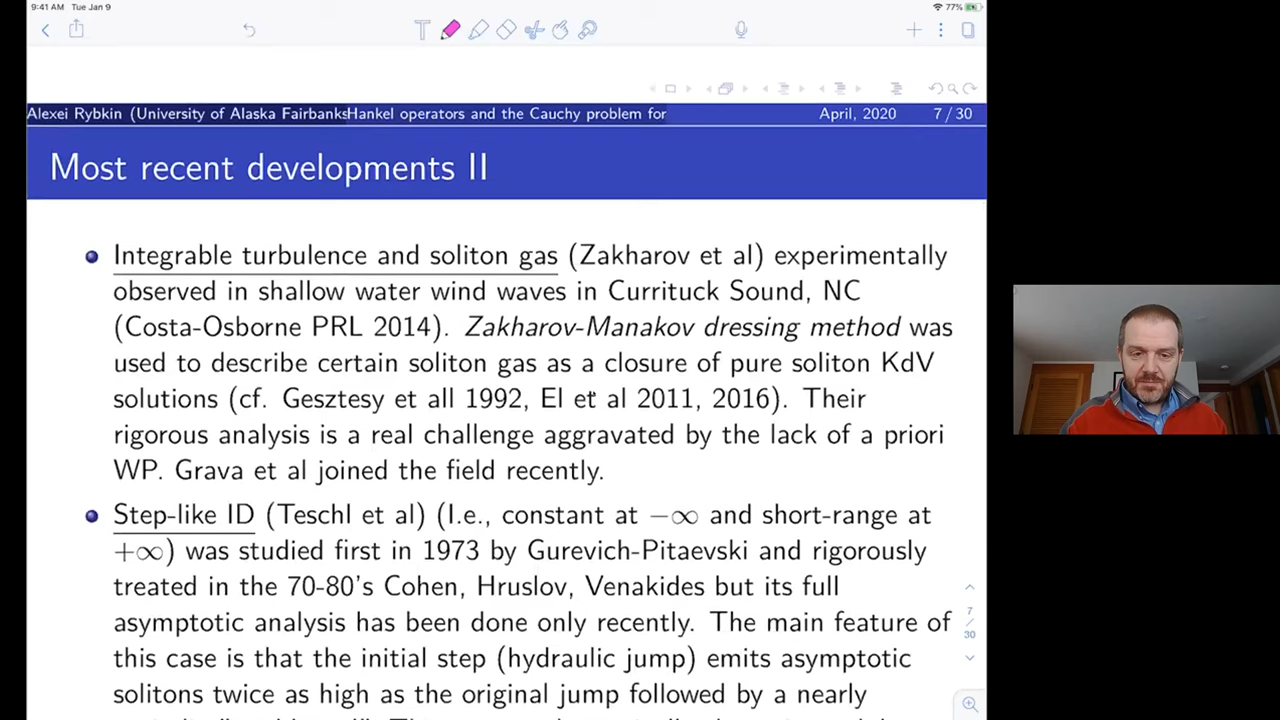 9:41 AM Tue Jan 9
77%
Alexei Rybkin (University of Alaska Fairbanks Hankel operators and the Cauchy problem for April, 2020 7 / 30
Most recent developments II
Integrable turbulence and soliton gas (Zakharov et al) experimentally
observed in shallow water wind waves in Currituck Sound, NC
(Costa-Osborne PRL 2014). Zakharov-Manakov dressing method was
used to describe certain soliton gas as a closure of pure soliton KdV
solutions (cf. Gesztesy et all 1992, El et al 2011, 2016). Their
rigorous analysis is a real challenge aggravated by the lack of a priori
WP. Grava et al joined the field recently.
Step-like ID (Teschl et al) (I.e., constant at −∞ and short-range at
+∞) was studied first in 1973 by Gurevich-Pitaevski and rigorously
treated in the 70-80's Cohen, Hruslov, Venakides but its full
asymptotic analysis has been done only recently. The main feature of
this case is that the initial step (hydraulic jump) emits asymptotic
solitons twice as high as the original jump followed by a nearly
7
/
30